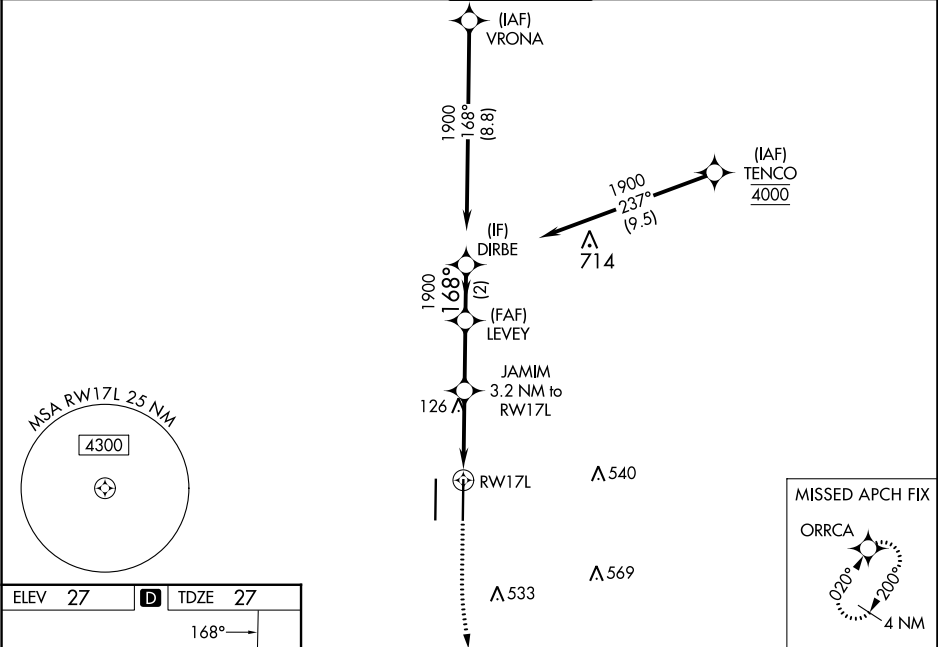 (IAF)
VRONA
1900
168°
(8.8)
(IAF)
TENCO
4000
1900
237°
(9.5)
714
(IF)
DIRBE
1900
168°
(2)
(FAF)
LEVEY
JAMIM
3.2 NM to
RW17L
126
MSA RW17L 25 NM
4300
RW17L
540
MISSED APCH FIX
ORRCA
020°
200°
4 NM
569
533
ELEV 27 D TDZE 27
168°